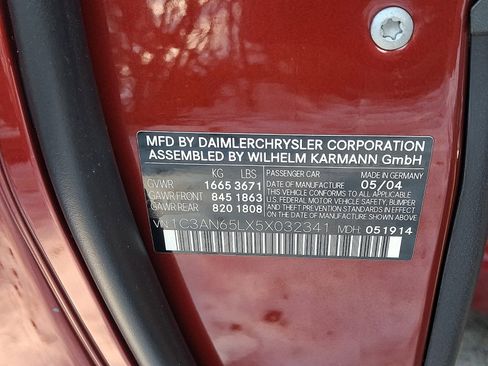 MFD BY DAIMLERCHRYSLER CORPORATION
ASSEMBLED BY WILHELM KARMANN GmbH
KG LBS
GVWR 1665 3671
GAWR FRONT 845 1863
GAWR REAR 820 1808
PASSENGER CAR MADE IN GERMANY
DATE OF MANUFACTURE 05/04
THIS VEHICLE CONFORMS TO ALL APPLICABLE
U.S. FEDERAL MOTOR VEHICLE SAFETY, BUMPER
AND THEFT PREVENTION STANDARDS IN EFFECT
ON THE DATE OF MANUFACTURE SHOWN ABOVE.
VIN 1C3AN65LX5X032341 MDH: 051914